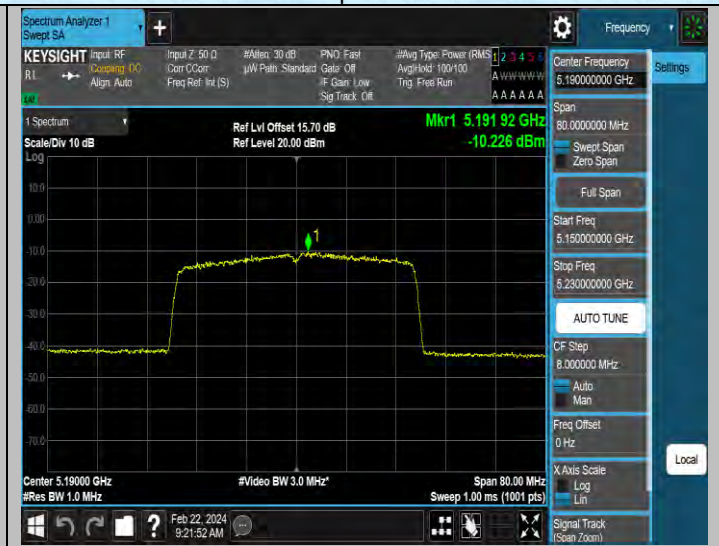 Spectrum Analyzer 1
Swept SA
+
Frequency
KEYSIGHT
Input: RF
Coupling: DC
Align: Auto
Input Z: 50 Ω
Corr CCorr
Freq Ref: Int (S)
#Atten: 30 dB
µW Path: Standard
PNO: Fast
Gate: Off
IF Gain: Low
Sig Track: Off
#Avg Type: Power (RMS
Avg|Hold: 100/100
Trig: Free Run
1 2 3 4 5 6
A W W W W W
A A A A A A
Center Frequency
5.190000000 GHz
Settings
Span
80.0000000 MHz
Swept Span
Zero Span
Full Span
Start Freq
5.150000000 GHz
Stop Freq
5.230000000 GHz
AUTO TUNE
CF Step
8.000000 MHz
Auto
Man
Freq Offset
0 Hz
X Axis Scale
Log
Lin
Signal Track
(Span Zoom)
Local
1 Spectrum
Scale/Div 10 dB
Ref Lvl Offset 15.70 dB
Ref Level 20.00 dBm
Mkr1 5.191 92 GHz
-10.226 dBm
Log
10.0
0.00
-10.0
-20.0
-30.0
-40.0
-50.0
-60.0
-70.0
1
Center 5.19000 GHz
#Res BW 1.0 MHz
#Video BW 3.0 MHz*
Span 80.00 MHz
Sweep 1.00 ms (1001 pts)
?
Feb 22, 2024
9:21:52 AM